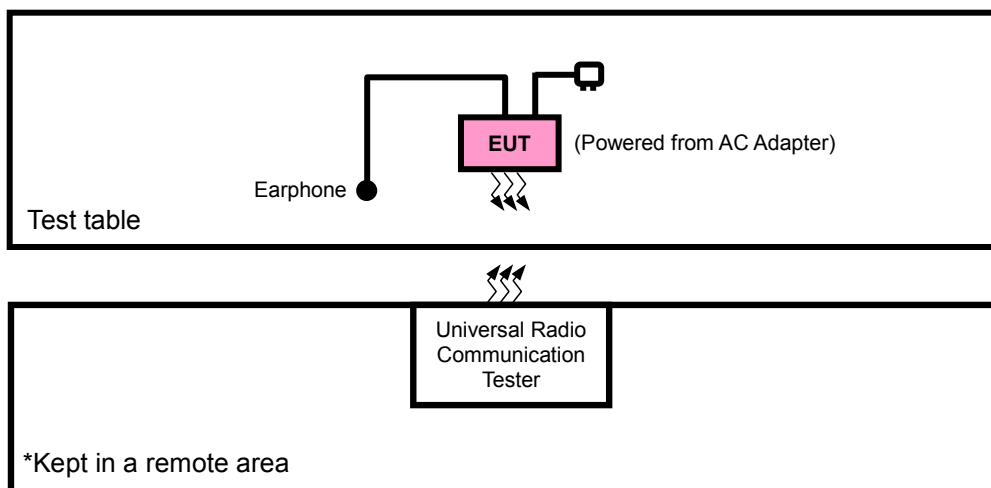 EUT
(Powered from AC Adapter)
Earphone
Test table
Universal Radio
Communication
Tester
*Kept in a remote area